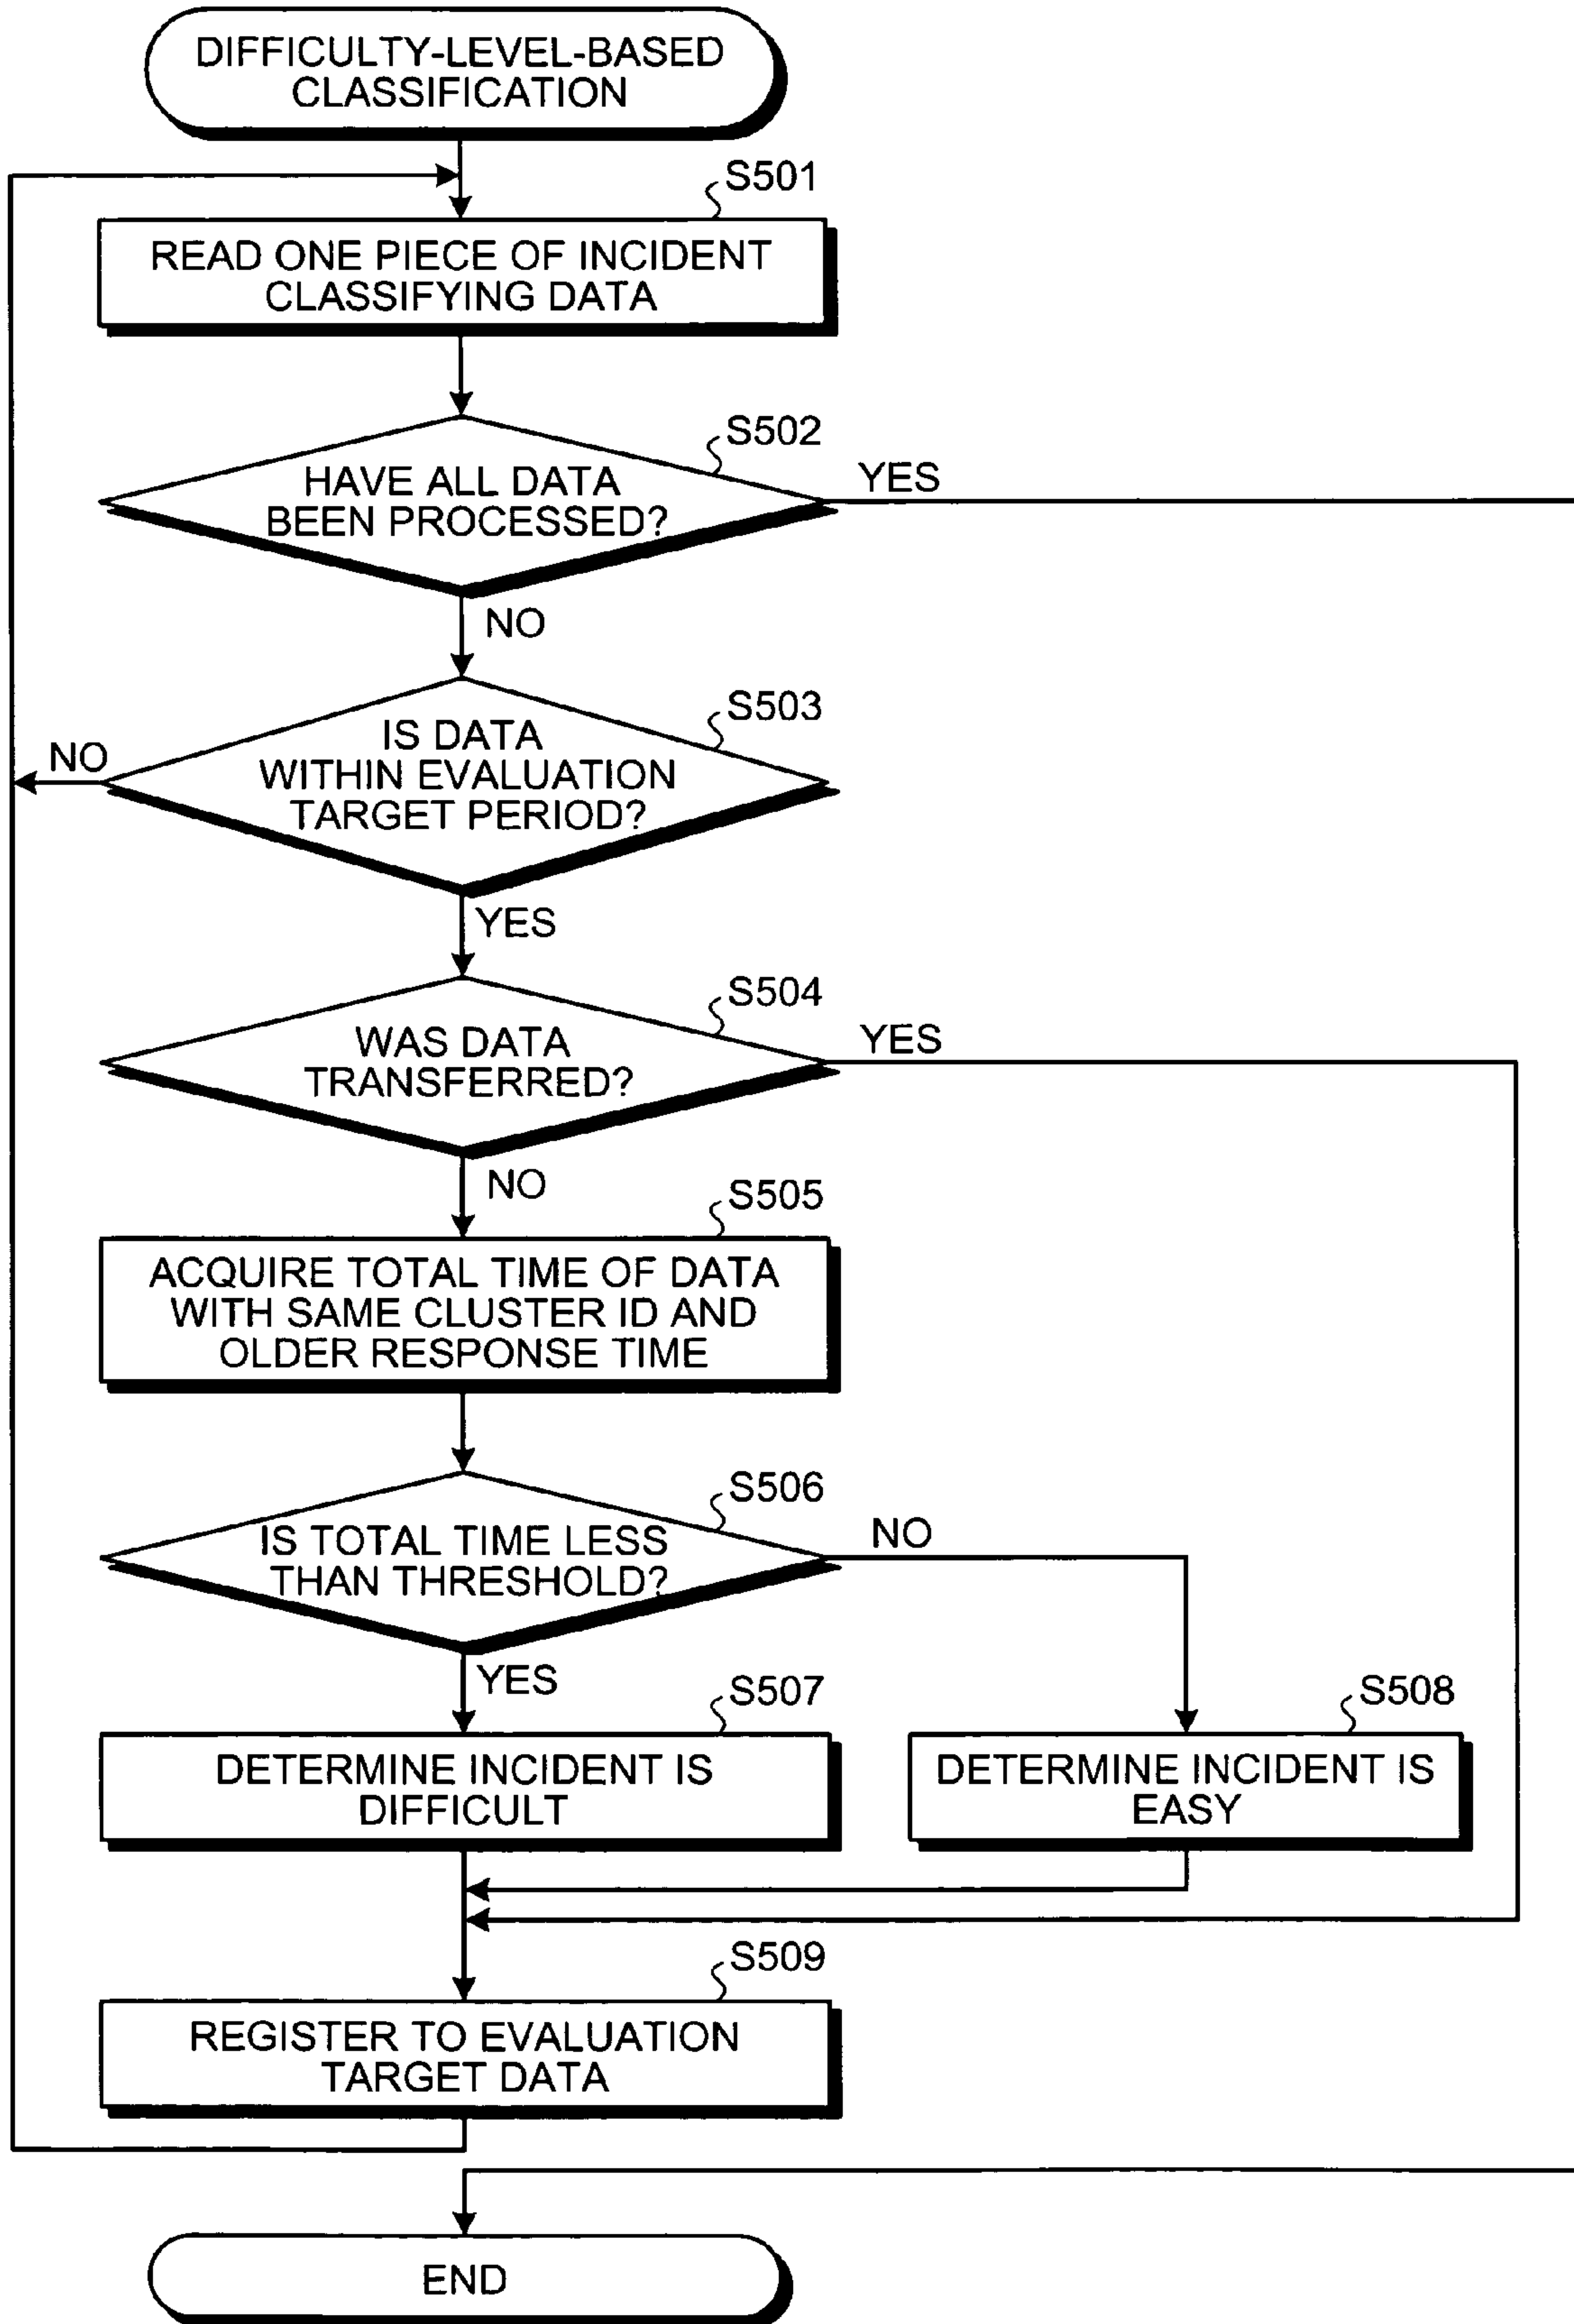 DIFFICULTY-LEVEL-BASED
CLASSIFICATION
S501
READ ONE PIECE OF INCIDENT
CLASSIFYING DATA
S502
HAVE ALL DATA
BEEN PROCESSED?
YES
NO
S503
IS DATA
WITHIN EVALUATION
TARGET PERIOD?
NO
YES
S504
WAS DATA
TRANSFERRED?
YES
NO
S505
ACQUIRE TOTAL TIME OF DATA
WITH SAME CLUSTER ID AND
OLDER RESPONSE TIME
S506
IS TOTAL TIME LESS
THAN THRESHOLD?
NO
YES
S507
DETERMINE INCIDENT IS
DIFFICULT
S508
DETERMINE INCIDENT IS
EASY
S509
REGISTER TO EVALUATION
TARGET DATA
END